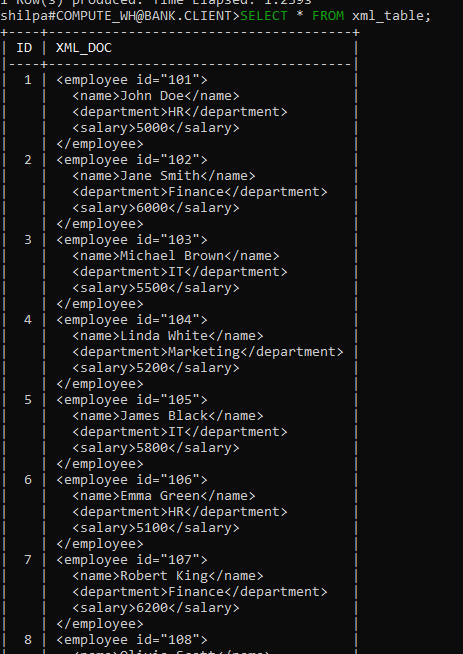 1 Row(s) produced. Time Elapsed: 1.259s
shilpa#COMPUTE_WH@BANK.CLIENT>SELECT * FROM xml_table;
+----+--------------------------------------+
| ID | XML_DOC                              |
|----+--------------------------------------|
|  1 | <employee id="101">                  |
|    |   <name>John Doe</name>              |
|    |   <department>HR</department>        |
|    |   <salary>5000</salary>              |
|    | </employee>                          |
|  2 | <employee id="102">                  |
|    |   <name>Jane Smith</name>            |
|    |   <department>Finance</department>   |
|    |   <salary>6000</salary>              |
|    | </employee>                          |
|  3 | <employee id="103">                  |
|    |   <name>Michael Brown</name>         |
|    |   <department>IT</department>        |
|    |   <salary>5500</salary>              |
|    | </employee>                          |
|  4 | <employee id="104">                  |
|    |   <name>Linda White</name>           |
|    |   <department>Marketing</department> |
|    |   <salary>5200</salary>              |
|    | </employee>                          |
|  5 | <employee id="105">                  |
|    |   <name>James Black</name>           |
|    |   <department>IT</department>        |
|    |   <salary>5800</salary>              |
|    | </employee>                          |
|  6 | <employee id="106">                  |
|    |   <name>Emma Green</name>            |
|    |   <department>HR</department>        |
|    |   <salary>5100</salary>              |
|    | </employee>                          |
|  7 | <employee id="107">                  |
|    |   <name>Robert King</name>           |
|    |   <department>Finance</department>   |
|    |   <salary>6200</salary>              |
|    | </employee>                          |
|  8 | <employee id="108">                  |
|    |   <name>Olivia Scott</name>          |